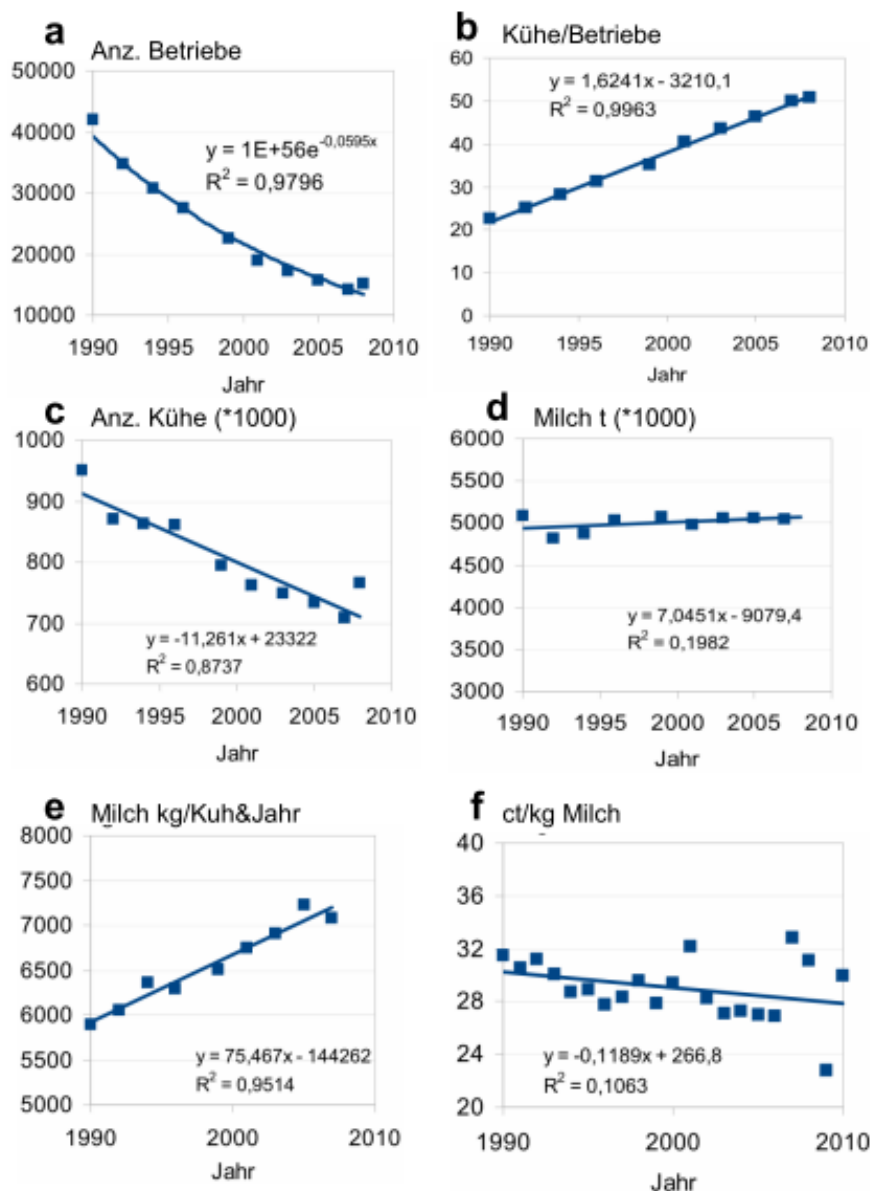 a Anz. Betriebe
50000
40000
30000
20000
10000
y = 1E+56e^-0,0595x
R² = 0,9796
1990 1995 2000 2005 2010
Jahr
b Kühe/Betriebe
60
50
40
30
20
10
0
y = 1,6241x - 3210,1
R² = 0,9963
1990 1995 2000 2005 2010
Jahr
c Anz. Kühe (*1000)
1000
900
800
700
600
y = -11,261x + 23322
R² = 0,8737
1990 1995 2000 2005 2010
Jahr
d Milch t (*1000)
6000
5500
5000
4500
4000
3500
3000
y = 7,0451x - 9079,4
R² = 0,1982
1990 1995 2000 2005 2010
Jahr
e Milch kg/Kuh&Jahr
8000
7500
7000
6500
6000
5500
5000
y = 75,467x - 144262
R² = 0,9514
1990 2000 2010
Jahr
f ct/kg Milch
40
36
32
28
24
20
y = -0,1189x + 266,8
R² = 0,1063
1990 2000 2010
Jahr